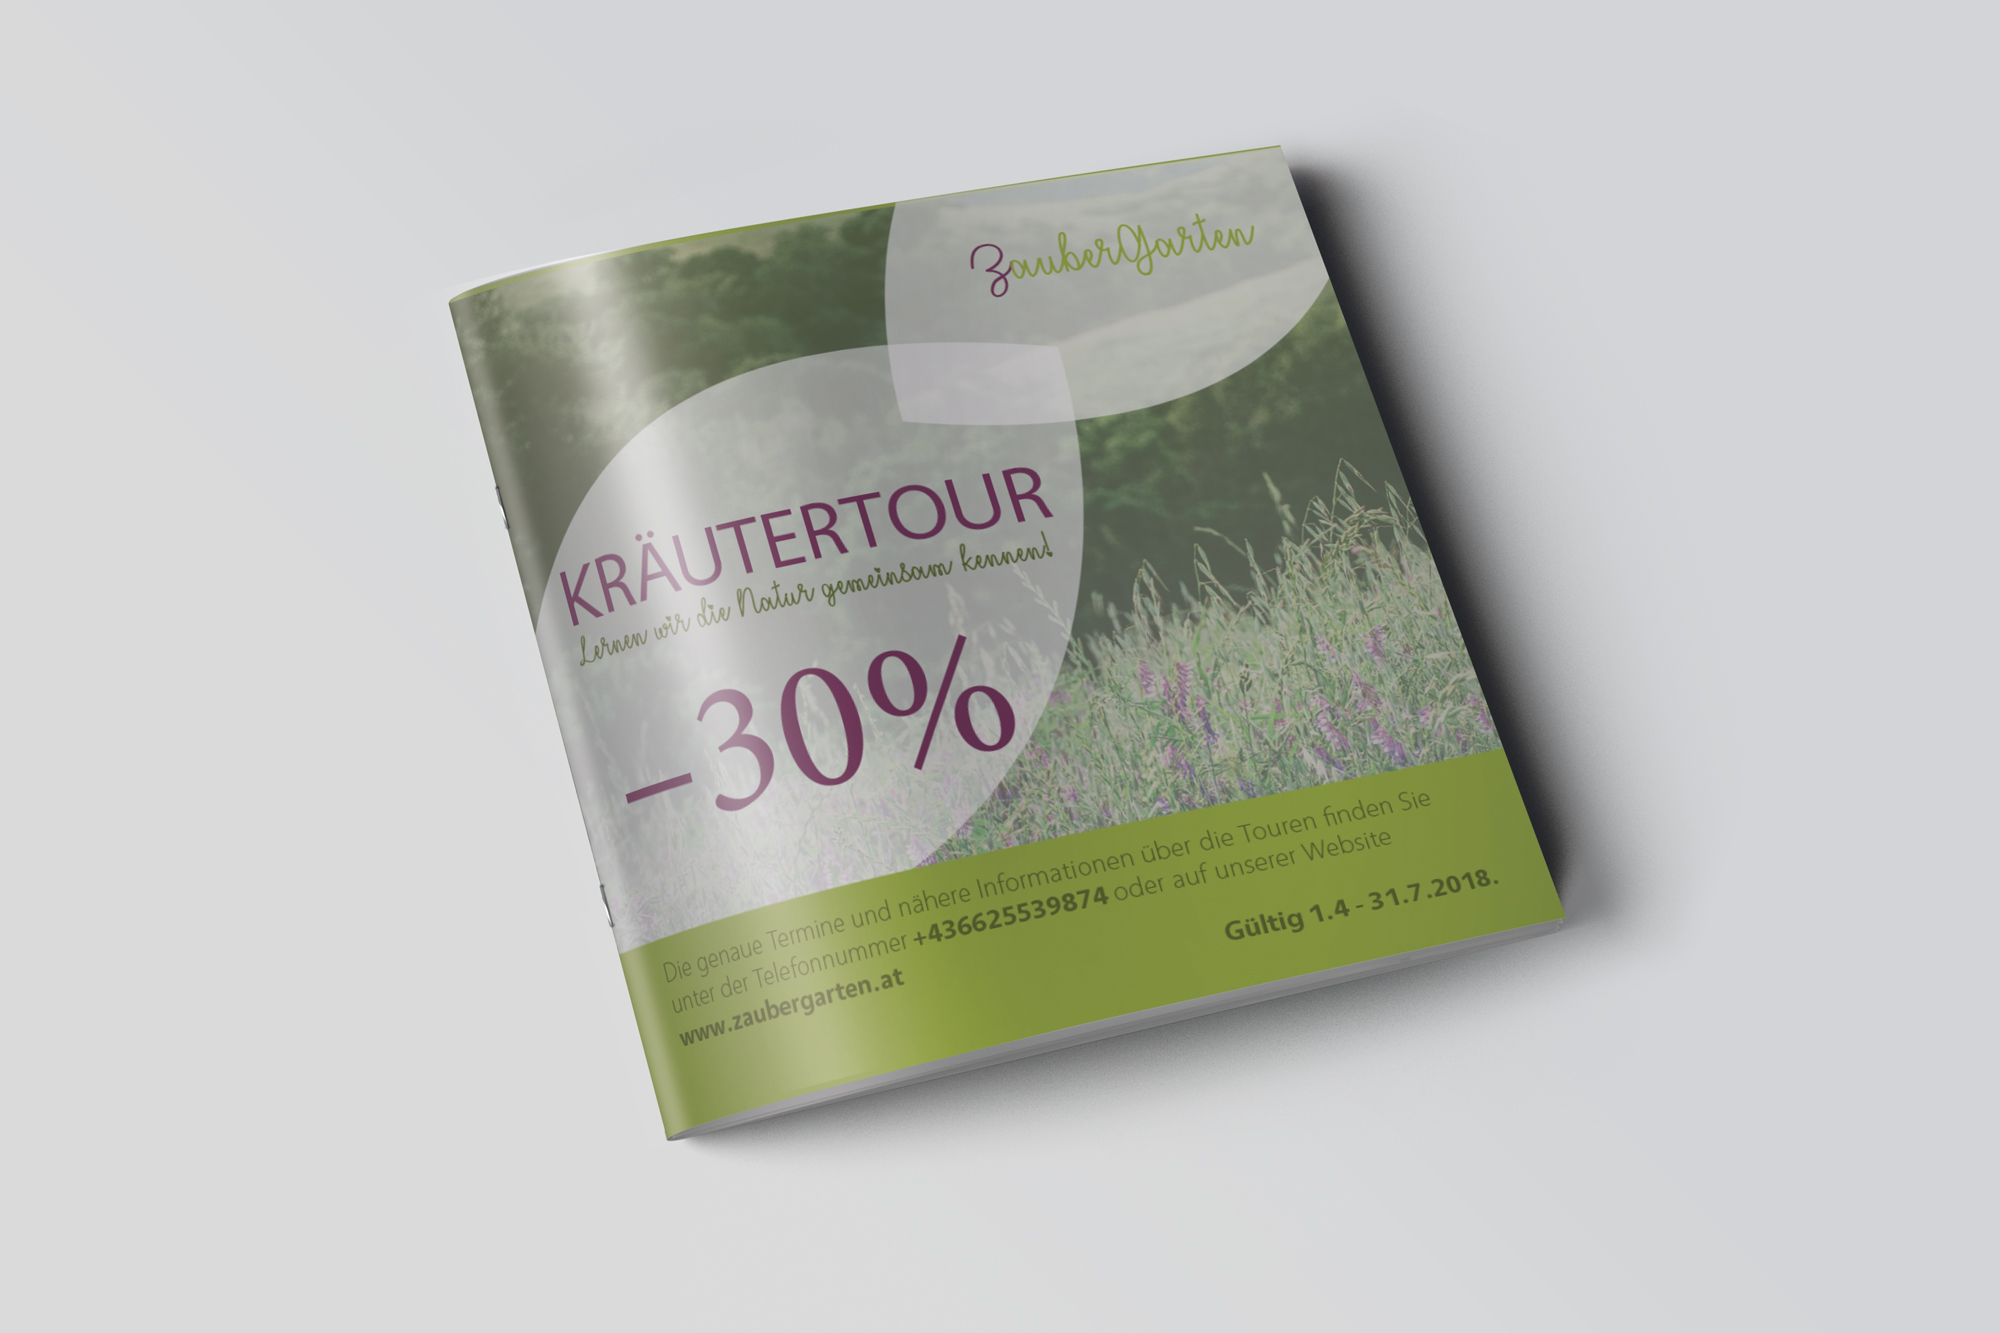 ZauberGarten
KRÄUTERTOUR
Lernen wir die Natur gemeinsam kennen!
-30%
Die genaue Termine und nähere Informationen über die Touren finden Sie
unter der Telefonnummer +436625539874 oder auf unserer Website
www.zaubergarten.at
Gültig 1.4 - 31.7.2018.